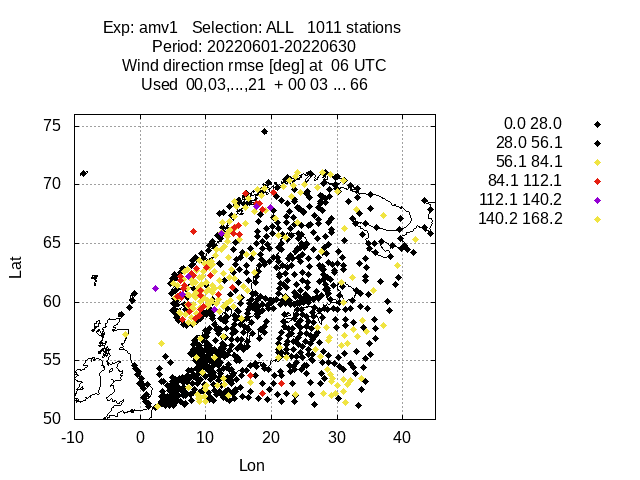 Exp: amv1   Selection: ALL   1011 stations
Period: 20220601-20220630
Wind direction rmse [deg] at  06 UTC
Used  00,03,...,21  + 00 03 ... 66
0.0 28.0
28.0 56.1
56.1 84.1
84.1 112.1
112.1 140.2
140.2 168.2
75
70
65
60
55
50
Lat
-10 0 10 20 30 40
Lon